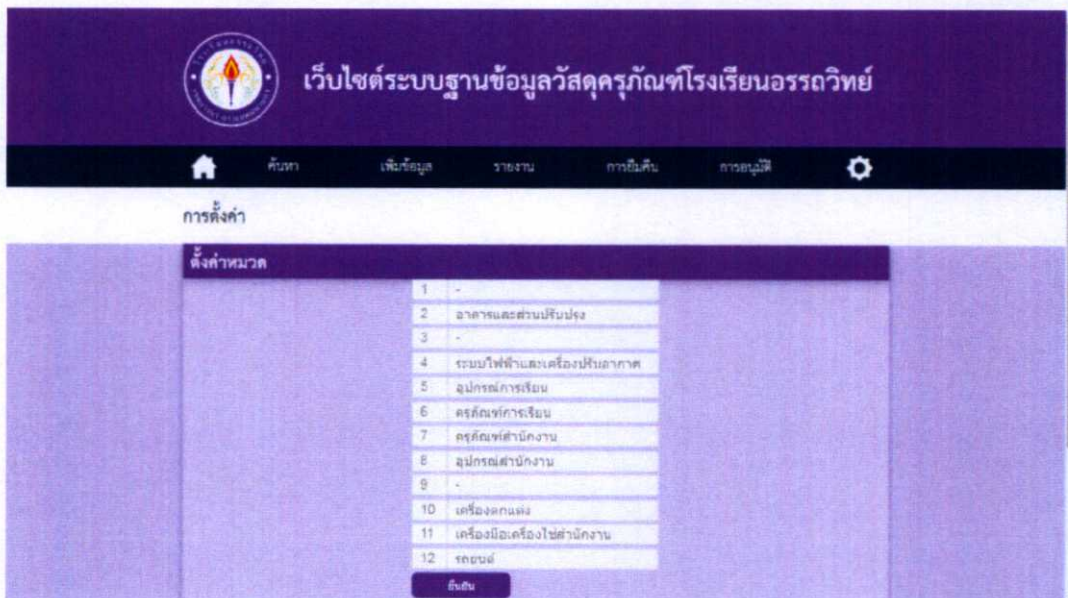 เว็บไซต์ระบบฐานข้อมูลวัสดุครุภัณฑ์โรงเรียนอรรถวิทย์
ค้นหา เพิ่มข้อมูล รายงาน การยืมคืน การอนุมัติ
การตั้งค่า
ตั้งค่าหมวด
1 -
2 อาคารและส่วนปรับปรุง
3 -
4 ระบบไฟฟ้าและเครื่องปรับอากาศ
5 อุปกรณ์การเรียน
6 ครุภัณฑ์การเรียน
7 ครุภัณฑ์สำนักงาน
8 อุปกรณ์สำนักงาน
9 -
10 เครื่องตกแต่ง
11 เครื่องมือเครื่องใช้สำนักงาน
12 รถยนต์
ยืนยัน